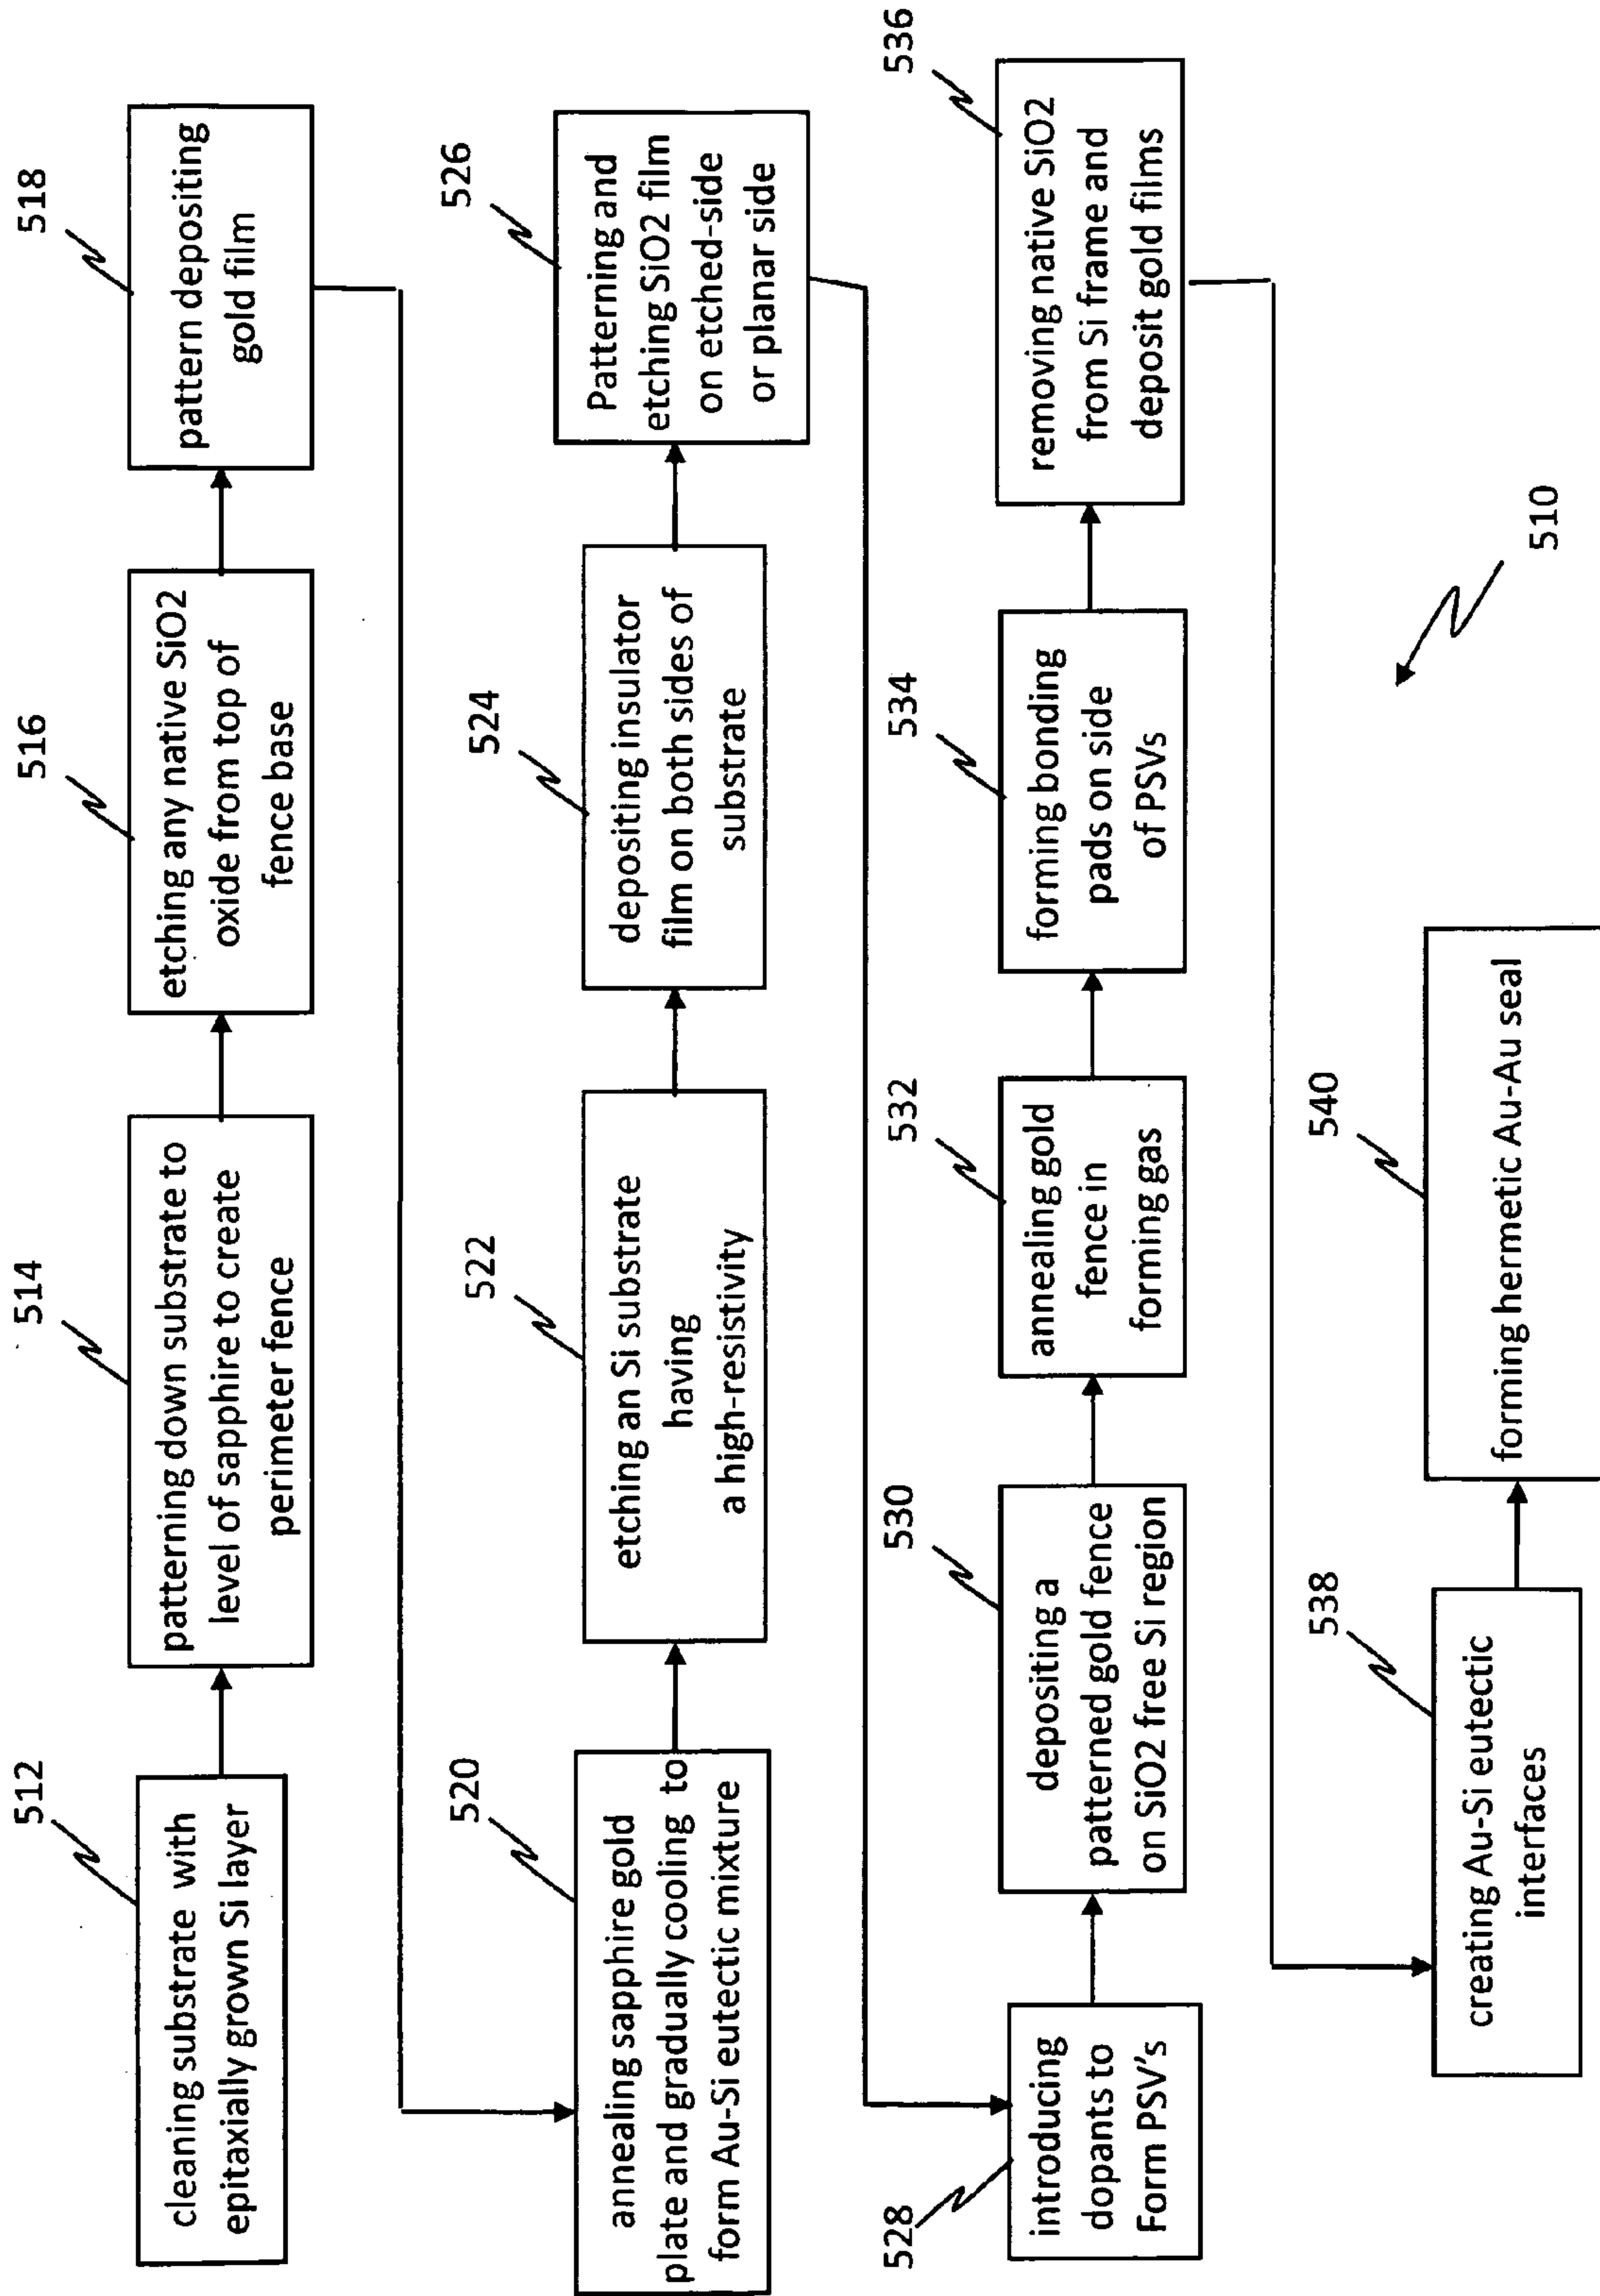 512
cleaning substrate with
epitaxially grown Si layer
514
patterning down substrate to
level of sapphire to create
perimeter fence
516
etching any native SiO2
oxide from top of
fence base
518
pattern depositing
gold film
520
annealing sapphire gold
plate and gradually cooling to
form Au-Si eutectic mixture
522
etching an Si substrate
having
a high-resistivity
524
depositing insulator
film on both sides of
substrate
526
Patterning and
etching SiO2 film
on etched-side
or planar side
528
introducing
dopants to
Form PSV's
530
depositing a
patterned gold fence
on SiO2 free Si region
532
annealing gold
fence in
forming gas
534
forming bonding
pads on side
of PSVs
536
removing native SiO2
from Si frame and
deposit gold films
538
creating Au-Si eutectic
interfaces
540
forming hermetic Au-Au seal
510